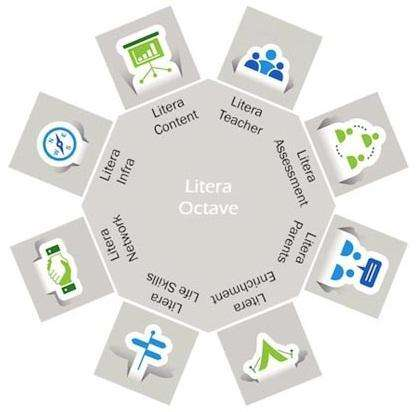 Litera
Content
Litera
Teacher
Litera
Assessment
Litera
Parents
Litera
Enrichment
Litera
Life Skills
Litera
Network
Litera
Infra
Litera
Octave